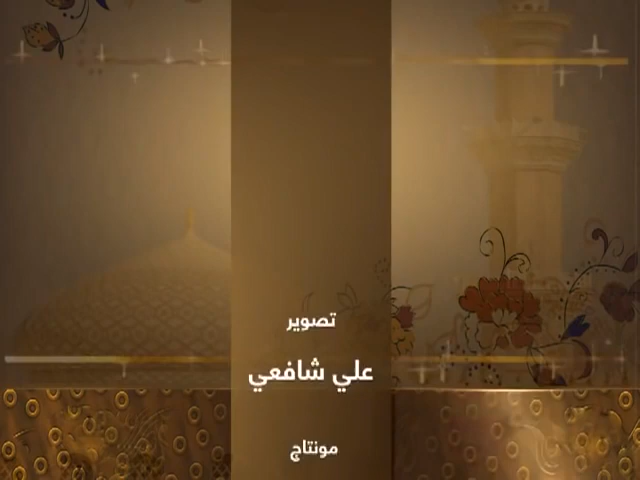 تصوير
علي شافعي
مونتاج